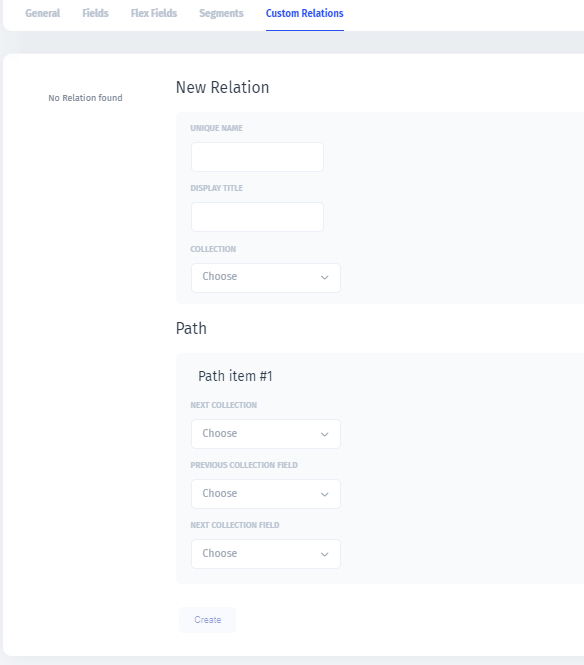 General Fields Flex Fields Segments Custom Relations
No Relation found
New Relation
UNIQUE NAME
DISPLAY TITLE
COLLECTION
Choose
Path
Path item #1
NEXT COLLECTION
Choose
PREVIOUS COLLECTION FIELD
Choose
NEXT COLLECTION FIELD
Choose
Create